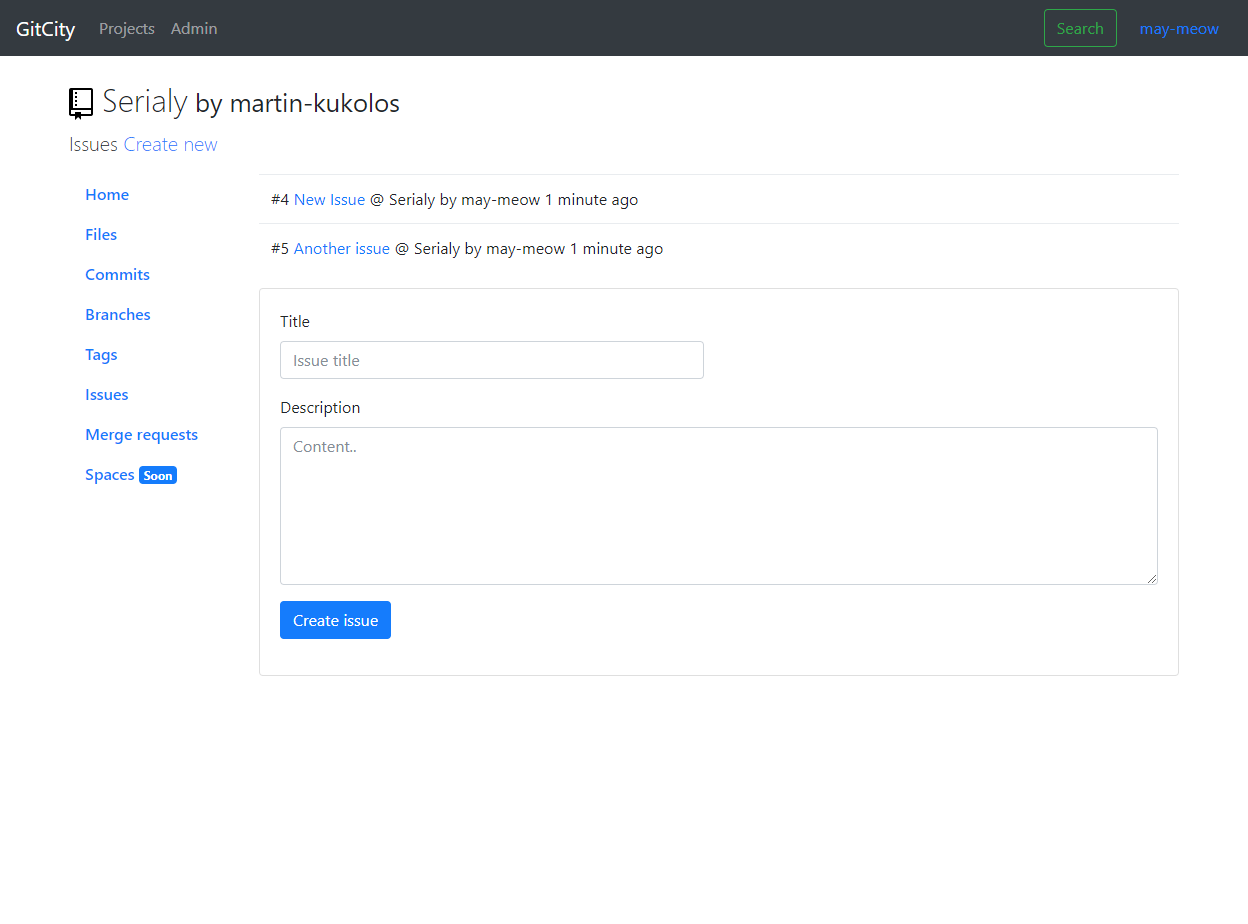 GitCity Projects Admin Search may-meow
Serialy by martin-kukolos
Issues Create new
Home
Files
Commits
Branches
Tags
Issues
Merge requests
Spaces Soon
#4 New Issue @ Serialy by may-meow 1 minute ago
#5 Another issue @ Serialy by may-meow 1 minute ago
Title
Issue title
Description
Content..
Create issue